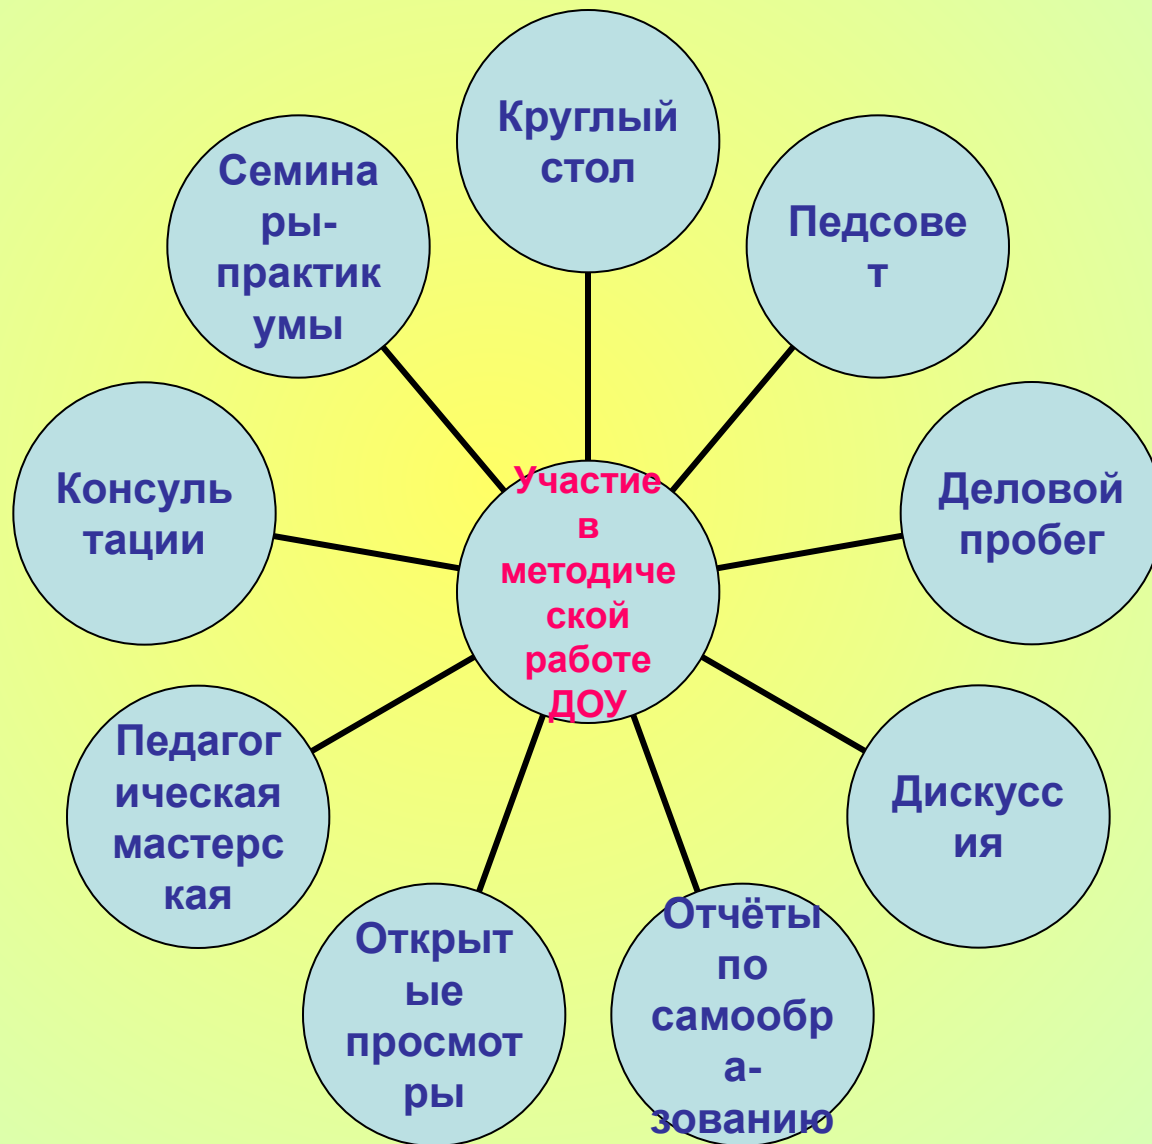 Круглый
стол
Педсове
т
Деловой
пробег
Дискусс
ия
Отчёты
по
самообр
а-
зованию
Открыт
ые
просмот
ры
Педагог
ическая
мастерс
кая
Консуль
тации
Семина
ры-
практик
умы
Участие
в
методиче
ской
работе
ДОУ